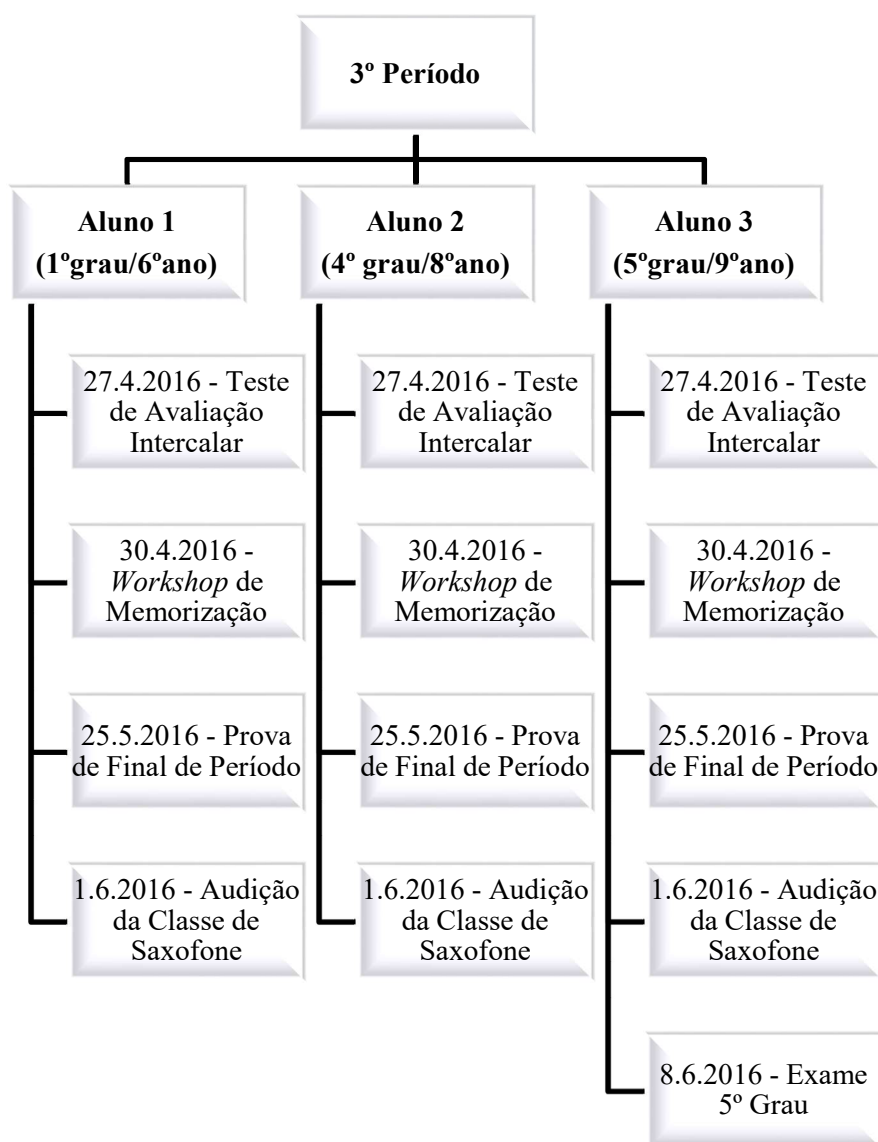 3º Período
Aluno 1
(1ºgrau/6ºano)
27.4.2016 - Teste
de Avaliação
Intercalar
30.4.2016 -
Workshop de
Memorização
25.5.2016 - Prova
de Final de Período
1.6.2016 - Audição
da Classe de
Saxofone
Aluno 2
(4º grau/8ºano)
27.4.2016 - Teste
de Avaliação
Intercalar
30.4.2016 -
Workshop de
Memorização
25.5.2016 - Prova
de Final de Período
1.6.2016 - Audição
da Classe de
Saxofone
Aluno 3
(5ºgrau/9ºano)
27.4.2016 - Teste
de Avaliação
Intercalar
30.4.2016 -
Workshop de
Memorização
25.5.2016 - Prova
de Final de Período
1.6.2016 - Audição
da Classe de
Saxofone
8.6.2016 - Exame
5º Grau